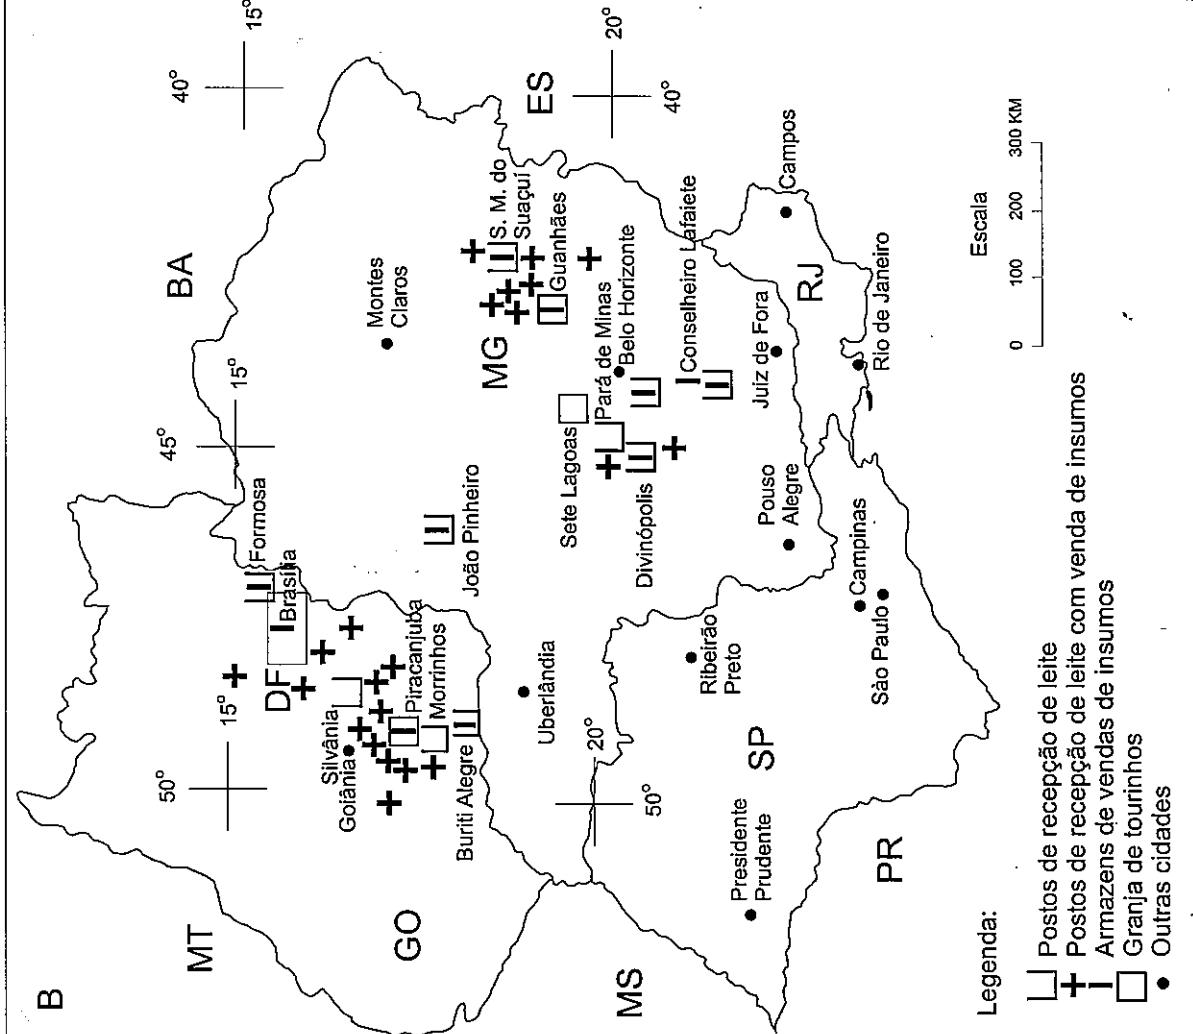 B
MT
GO
MS
PR
SP
DF
MG
BA
ES
RJ
50°
15°
45°
15°
40°
15°
50°
20°
40°
20°
Formosa
Brasília
Silvânia
Goiânia
Piracanjuba
Morrinhos
Buriti Alegre
João Pinheiro
Uberlândia
Montes
Claros
S. M. do
Suaçuí
Guanhães
Sete Lagoas
Pará de Minas
Belo Horizonte
Divinópolis
Conselheiro Lafaiete
Juiz de Fora
Pouso
Alegre
Campos
Rio de Janeiro
Ribeirão
Preto
Campinas
São Paulo
Presidente
Prudente
Escala
0 100 200 300 KM
Legenda:
Postos de recepção de leite
Postos de recepção de leite com venda de insumos
Armazens de vendas de insumos
Granja de tourinhos
Outras cidades